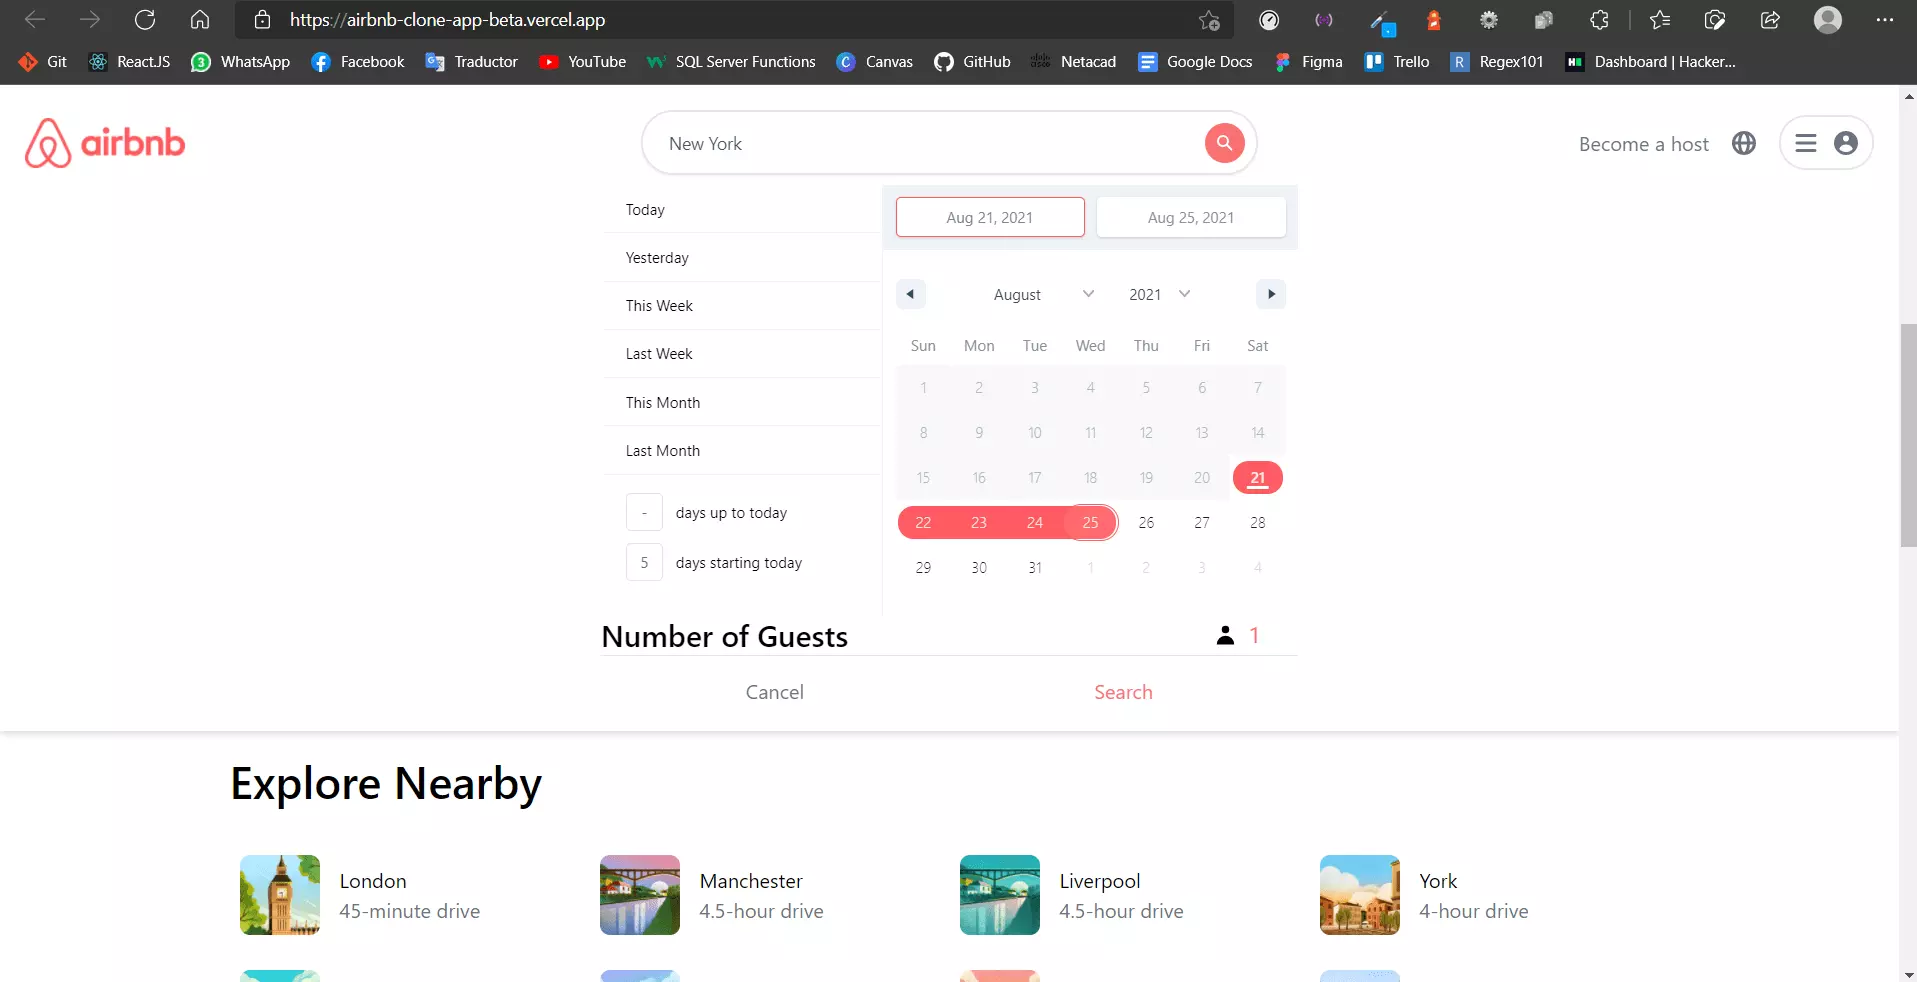 https://airbnb-clone-app-beta.vercel.app
Git ReactJS 3 WhatsApp Facebook Traductor YouTube W SQL Server Functions C Canvas GitHub Netacad Google Docs Figma Trello R Regex101 Dashboard | Hacker...
airbnb
New York
Become a host
Today
Yesterday
This Week
Last Week
This Month
Last Month
- days up to today
5 days starting today
Aug 21, 2021 Aug 25, 2021
August 2021
Sun Mon Tue Wed Thu Fri Sat
1 2 3 4 5 6 7
8 9 10 11 12 13 14
15 16 17 18 19 20 21
22 23 24 25 26 27 28
29 30 31 1 2 3 4
Number of Guests 1
Cancel Search
Explore Nearby
London
45-minute drive
Manchester
4.5-hour drive
Liverpool
4.5-hour drive
York
4-hour drive